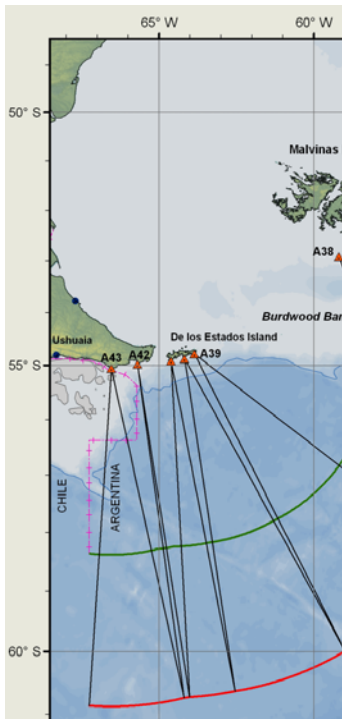 65° W
60° W
50° S
Malvinas
A38
Burdwood Ban
Ushuaia
A43
A42
De los Estados Island
A39
55° S
CHILE
ARGENTINA
60° S